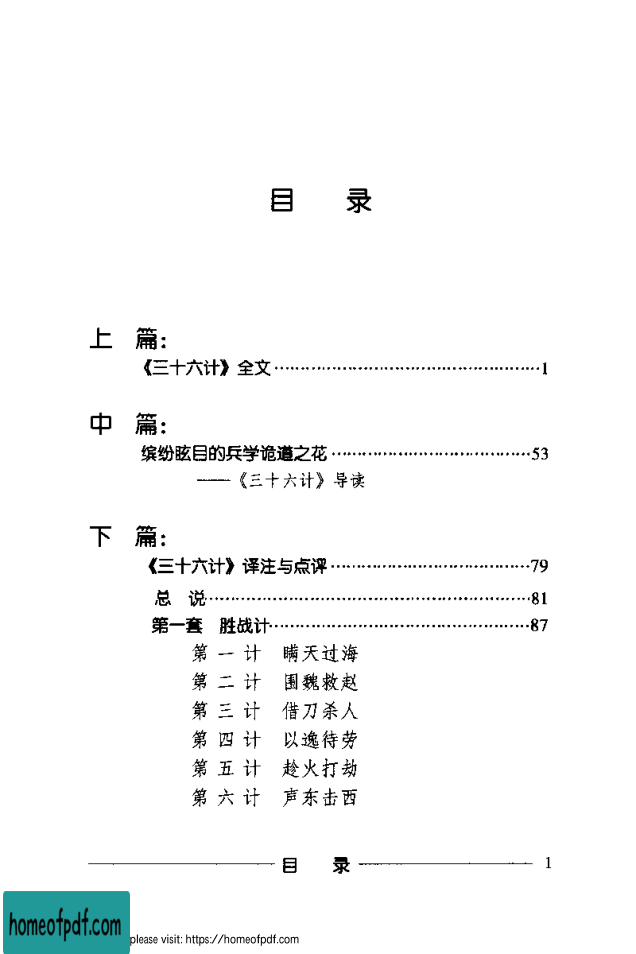 目 录
上 篇:
《三十六计》全文……………………………………1
中 篇:
缤纷眩目的兵学诡道之花……………………………53
——《三十六计》导读
下 篇:
《三十六计》译注与点评……………………………79
总 说……………………………………………81
第一套 胜战计……………………………………87
第 一 计 瞒天过海
第 二 计 围魏救赵
第 三 计 借刀杀人
第 四 计 以逸待劳
第 五 计 趁火打劫
第 六 计 声东击西
目 录 1
homeofpdf.com
please visit: https://homeofpdf.com